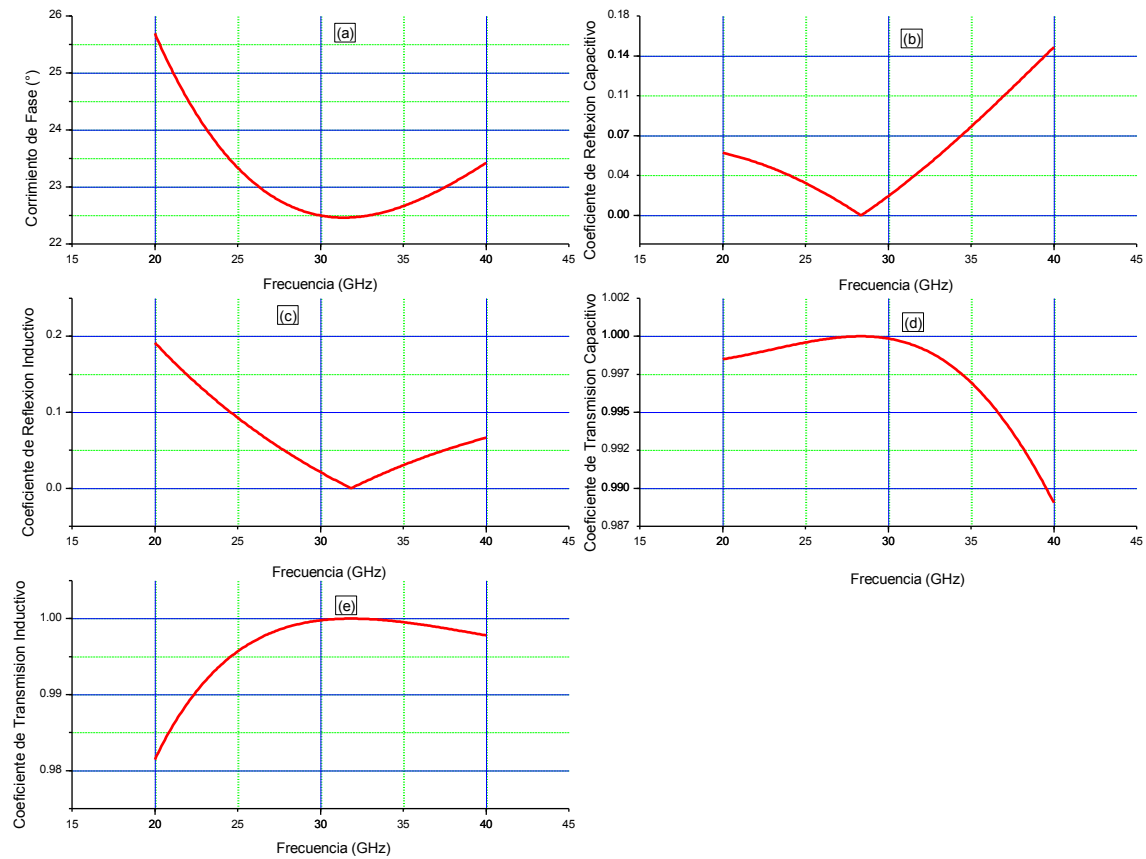 (a)
Corrimiento de Fase (°)
26
25
24
23
22
15 20 25 30 35 40 45
Frecuencia (GHz)
(b)
Coeficiente de Reflexion Capacitivo
0.18
0.14
0.11
0.07
0.04
0.00
15 20 25 30 35 40 45
Frecuencia (GHz)
(c)
Coeficiente de Reflexion Inductivo
0.2
0.1
0.0
15 20 25 30 35 40 45
Frecuencia (GHz)
(d)
Coeficiente de Transmision Capacitivo
1.002
1.000
0.997
0.995
0.992
0.990
0.987
15 20 25 30 35 40 45
Frecuencia (GHz)
(e)
Coeficiente de Transmision Inductivo
1.00
0.99
0.98
15 20 25 30 35 40 45
Frecuencia (GHz)